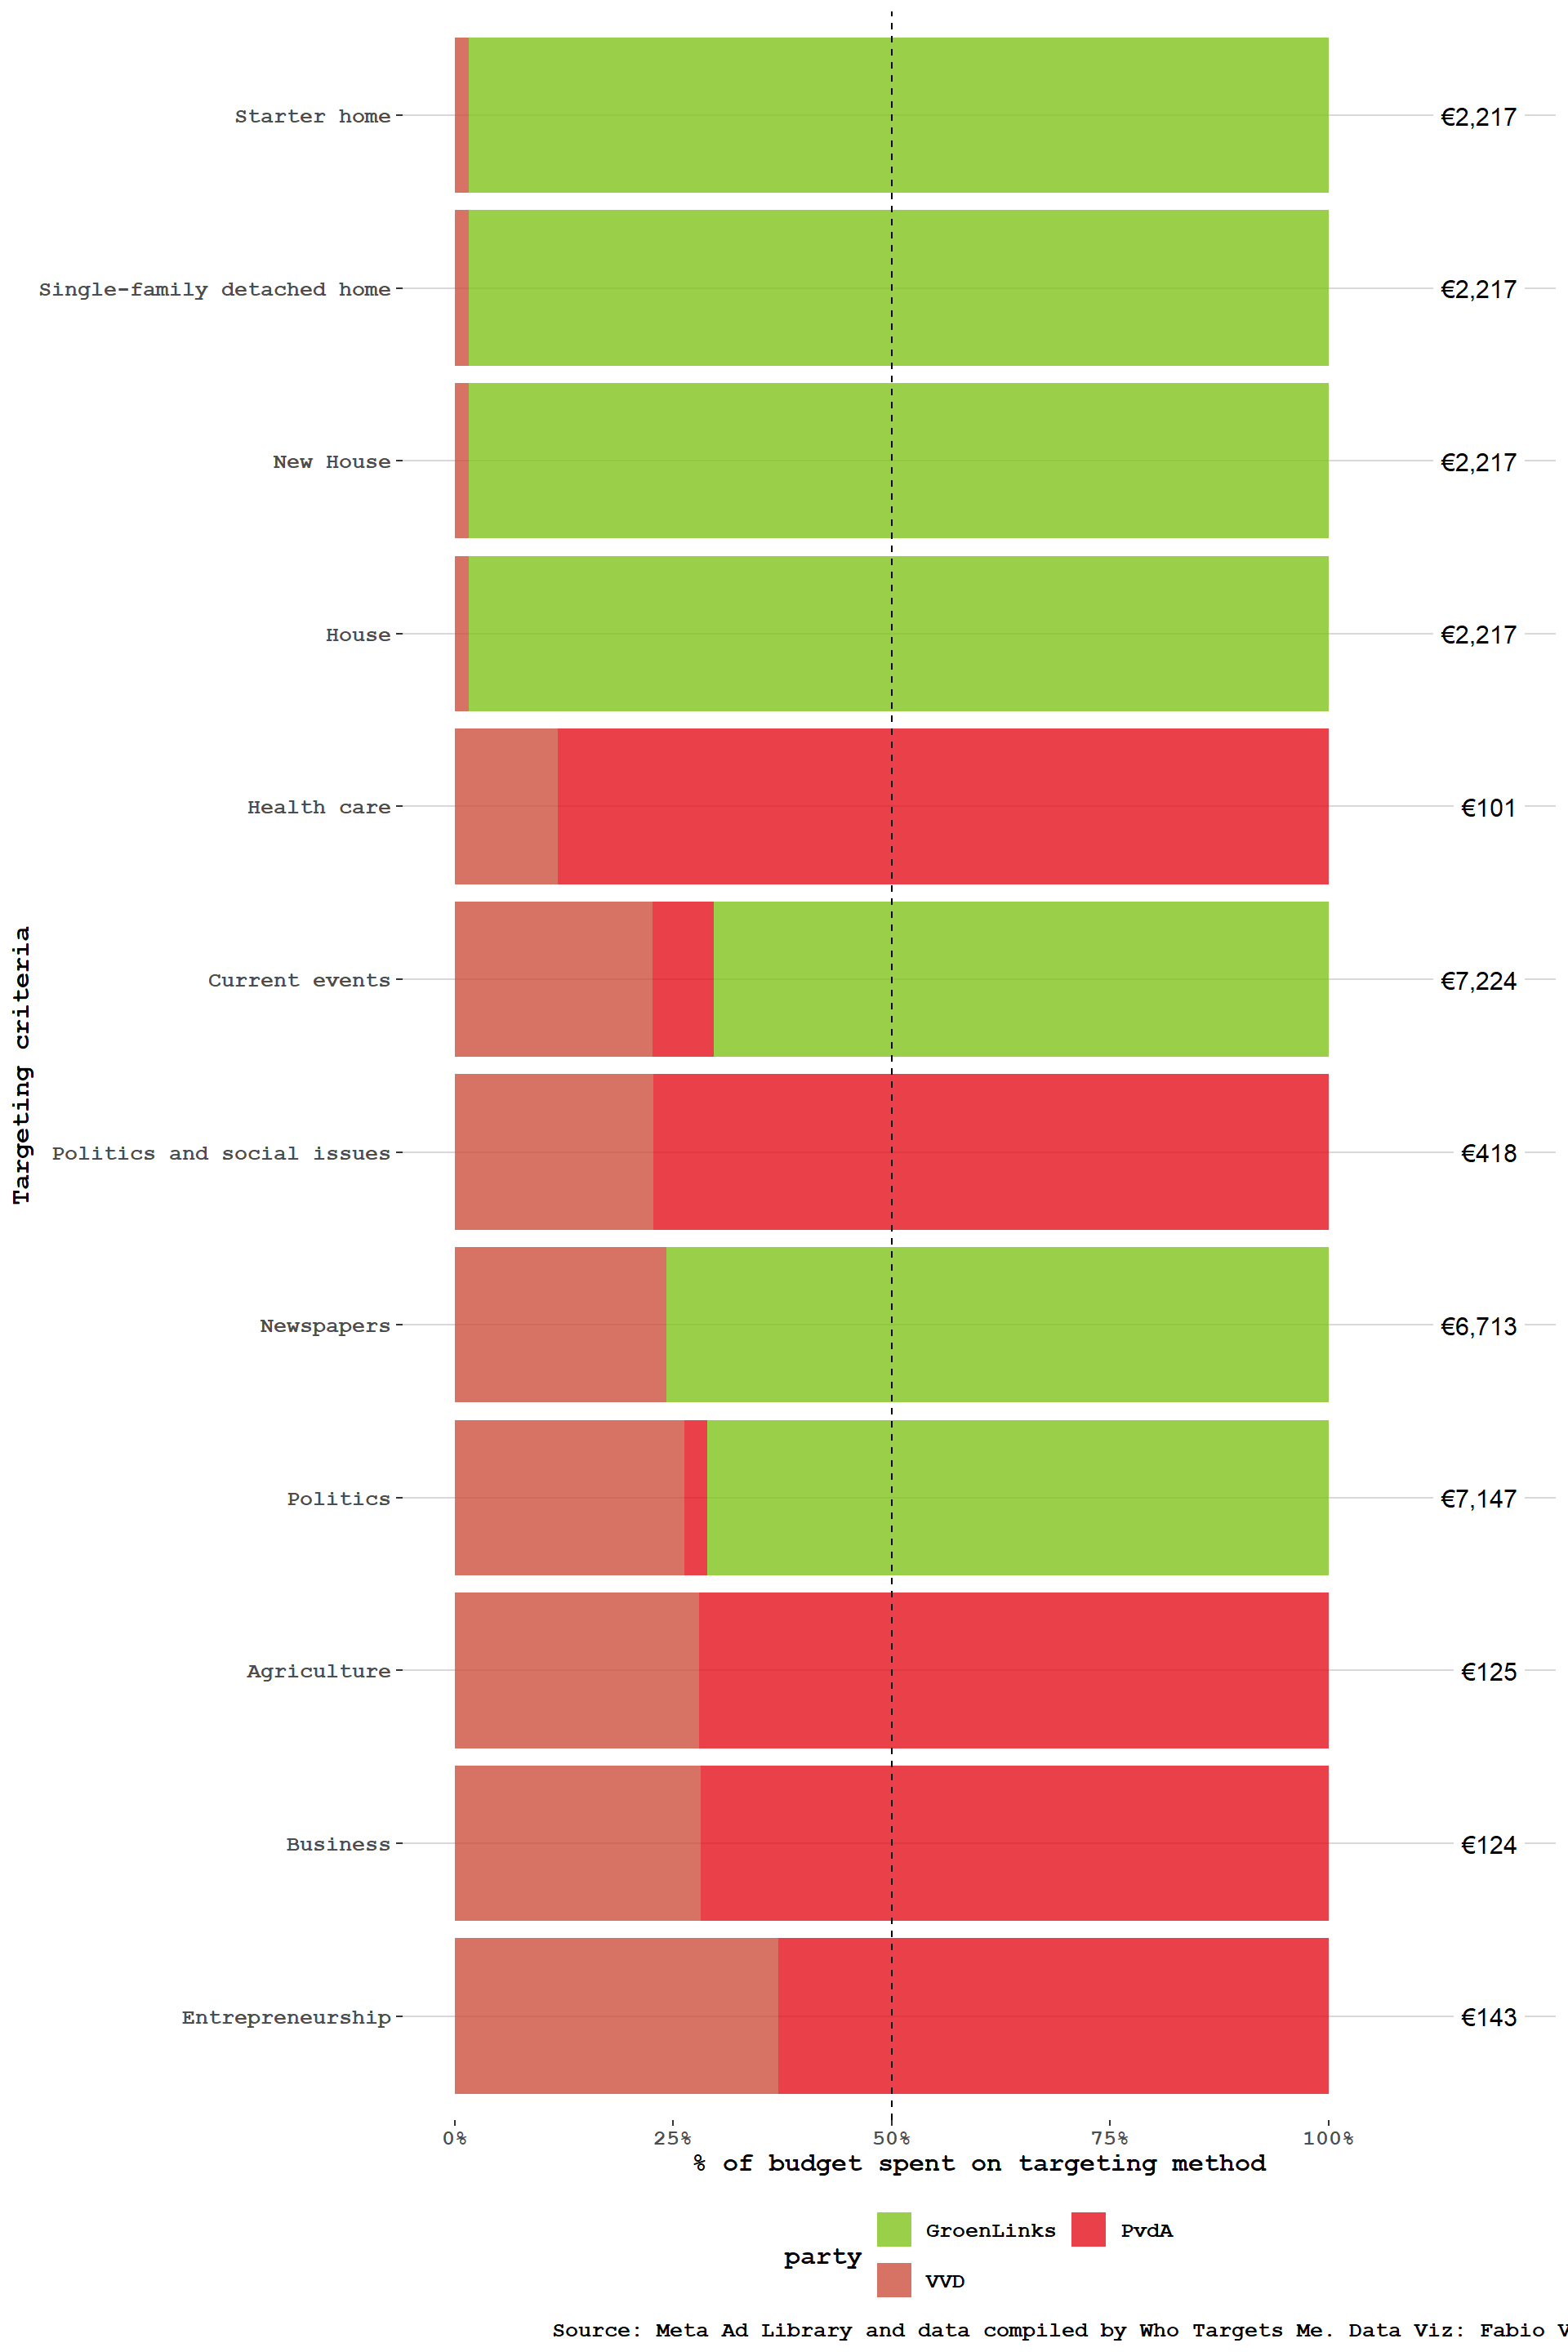 Starter home €2,217
Single-family detached home €2,217
New House €2,217
House €2,217
Health care €101
Current events €7,224
Politics and social issues €418
Newspapers €6,713
Politics €7,147
Agriculture €125
Business €124
Entrepreneurship €143
Targeting criteria
0% 25% 50% 75% 100%
% of budget spent on targeting method
party
GroenLinks PvdA
VVD
Source: Meta Ad Library and data compiled by Who Targets Me. Data Viz: Fabio V